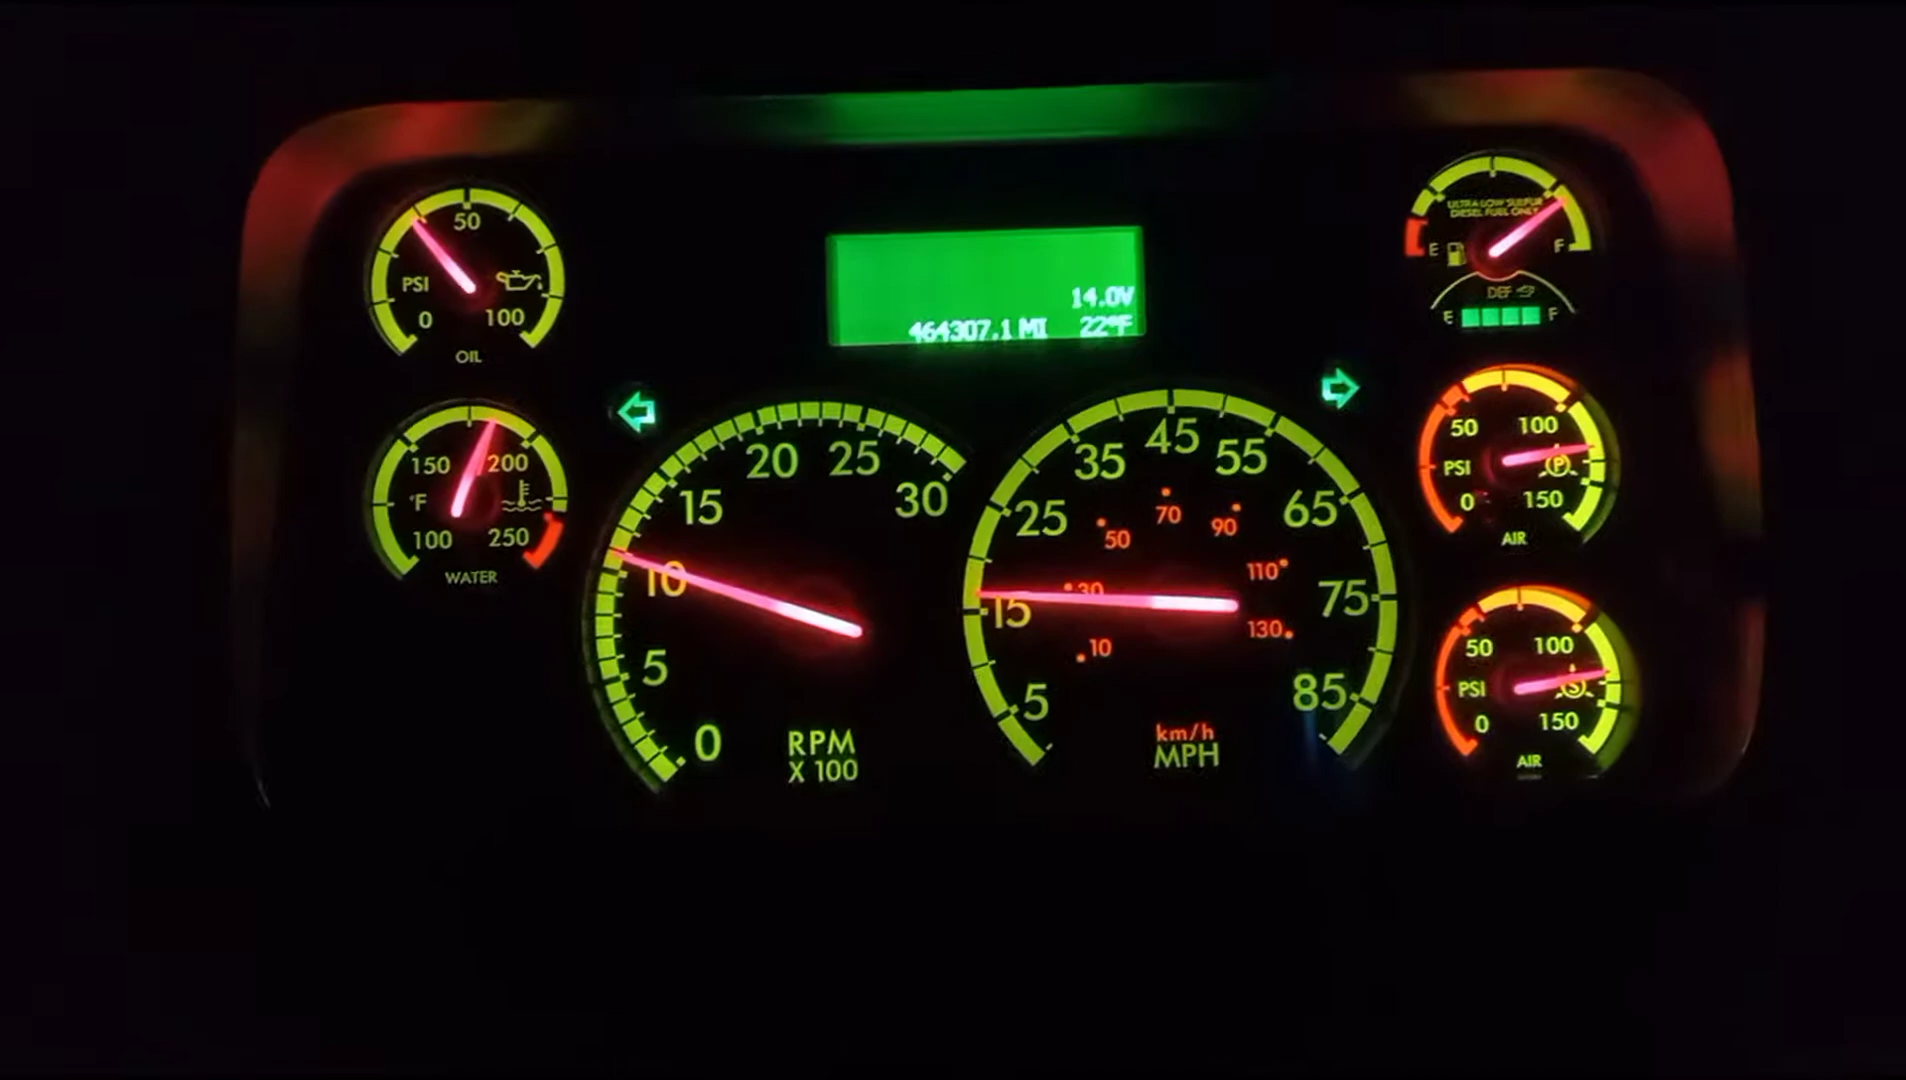 50
PSI
0
100
OIL
14.0V
464307.1 MI 22°F
ULTRA LOW SULFUR
DIESEL FUEL ONLY
E
F
DEF
E
F
150
200
°F
100
250
WATER
0
5
10
15
20
25
30
RPM
X 100
5
15
25
35
45
55
65
75
85
10
30
50
70
90
110
130
km/h
MPH
50
100
PSI
P
0
150
AIR
50
100
PSI
S
0
150
AIR